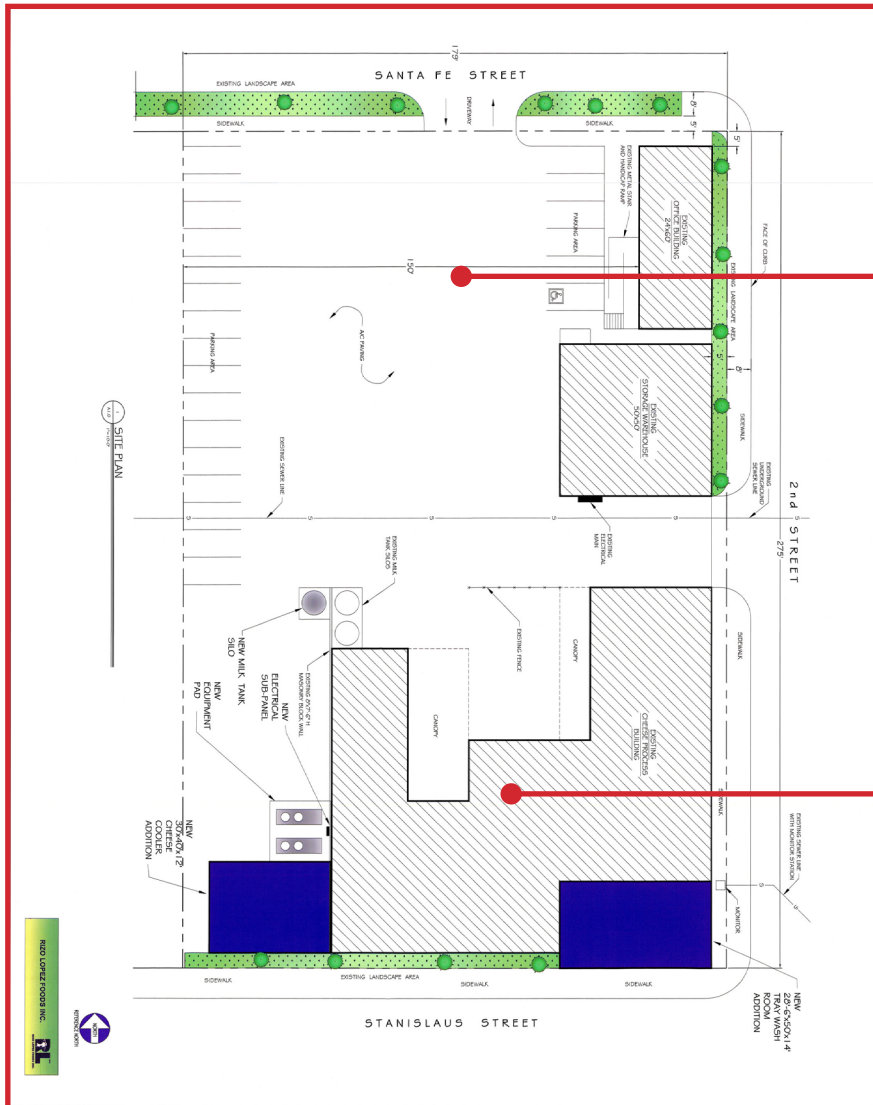 179'
SANTA FE STREET
EXISTING LANDSCAPE AREA
DRIVEWAY
SIDEWALK
SIDEWALK
8'
5'
5'
EXISTING METAL STAIR
AND HANDICAP RAMP
EXISTING
OFFICE BUILDING
24'x60'
FACE OF CURB
EXISTING LANDSCAPE AREA
PARKING AREA
150'
A/C PAVING
PARKING AREA
5'
8'
EXISTING
STORAGE WAREHOUSE
50'x50'
SIDEWALK
1
A1.0
SITE PLAN
EXISTING SEWER LINE
EXISTING
UNDERGROUND
SEWER LINE
2nd STREET
275'
S
S
S
S
S
S
S
EXISTING
ELECTRICAL
MAIN
EXISTING MILK
TANK SILOS
NEW MILK TANK
SILO
EXISTING FENCE
CANOPY
SIDEWALK
EXISTING 8'x7'-6" H
MASONRY BLOCK WALL
NEW
ELECTRICAL
SUB-PANEL
NEW
EQUIPMENT
PAD
CANOPY
EXISTING
CHEESE PROCESS
BUILDING
SIDEWALK
EXISTING SEWER LINE
WITH MONITOR STATION
S
S
MONITOR
NEW
30'x40'x12'
CHEESE
COOLER
ADDITION
NEW
28'-6"x50'x14'
TRAY WASH
ROOM
ADDITION
SIDEWALK
EXISTING LANDSCAPE AREA
SIDEWALK
SIDEWALK
STANISLAUS STREET
RIZO LOPEZ FOODS INC.
RL
NORTH
REFERENCE NORTH